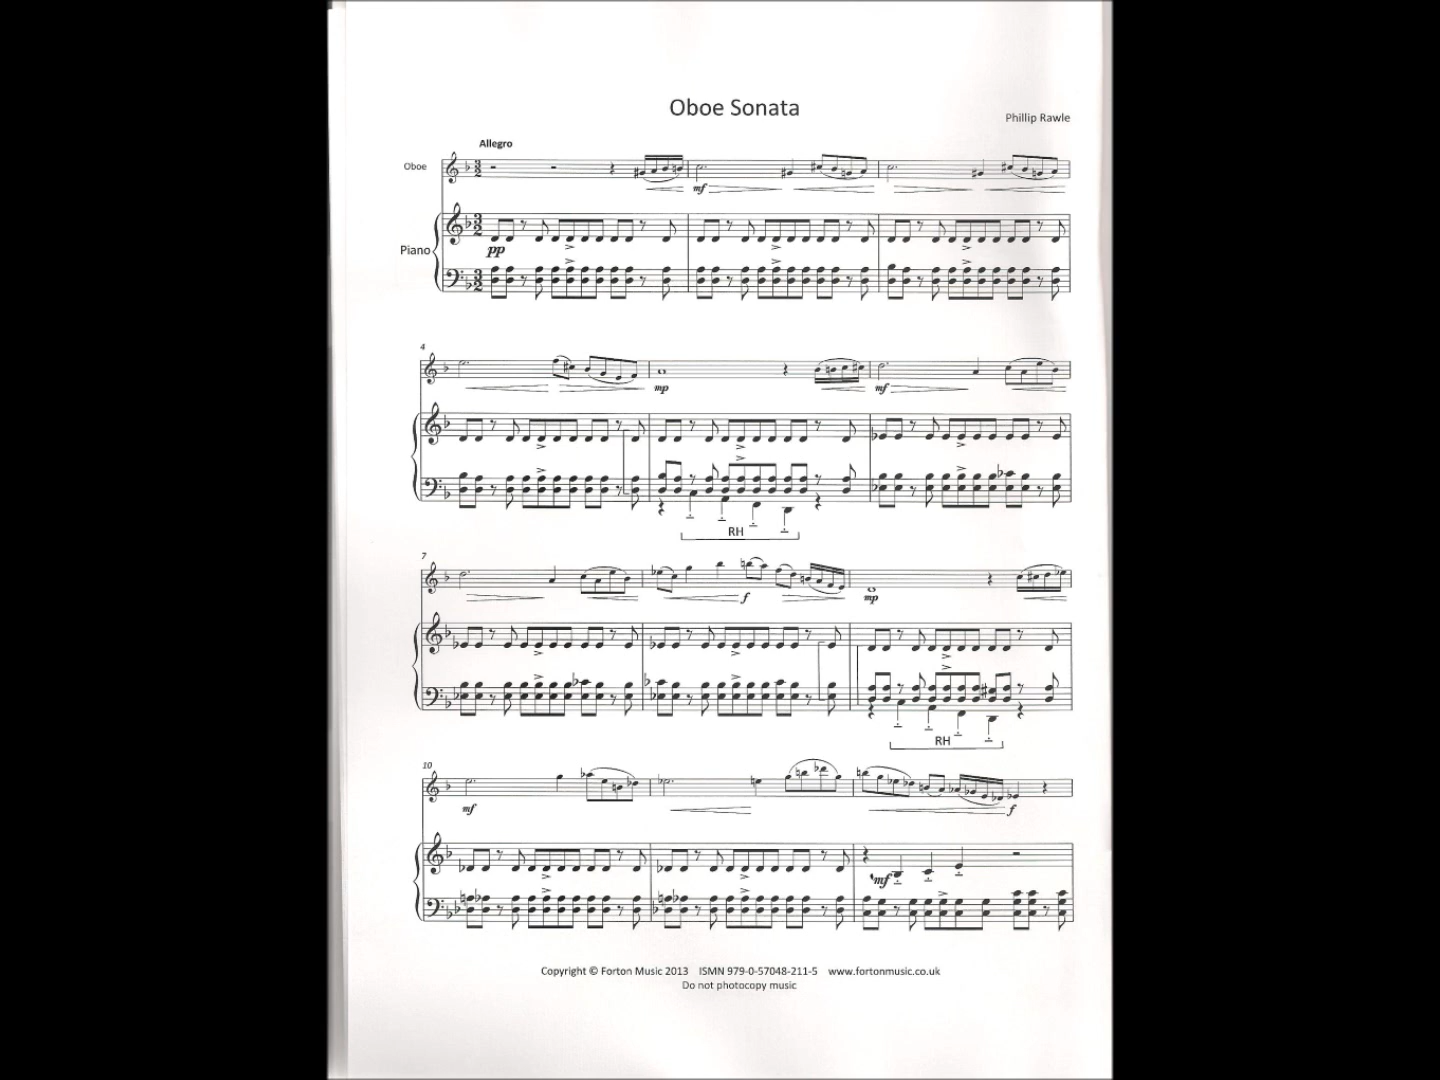 Oboe Sonata
Phillip Rawle
Allegro
Oboe
mf
Piano
pp
4
mp
mf
RH
7
f
mp
RH
10
mf
f
mf
Copyright © Forton Music 2013 ISMN 979-0-57048-211-5 www.fortonmusic.co.uk
Do not photocopy music